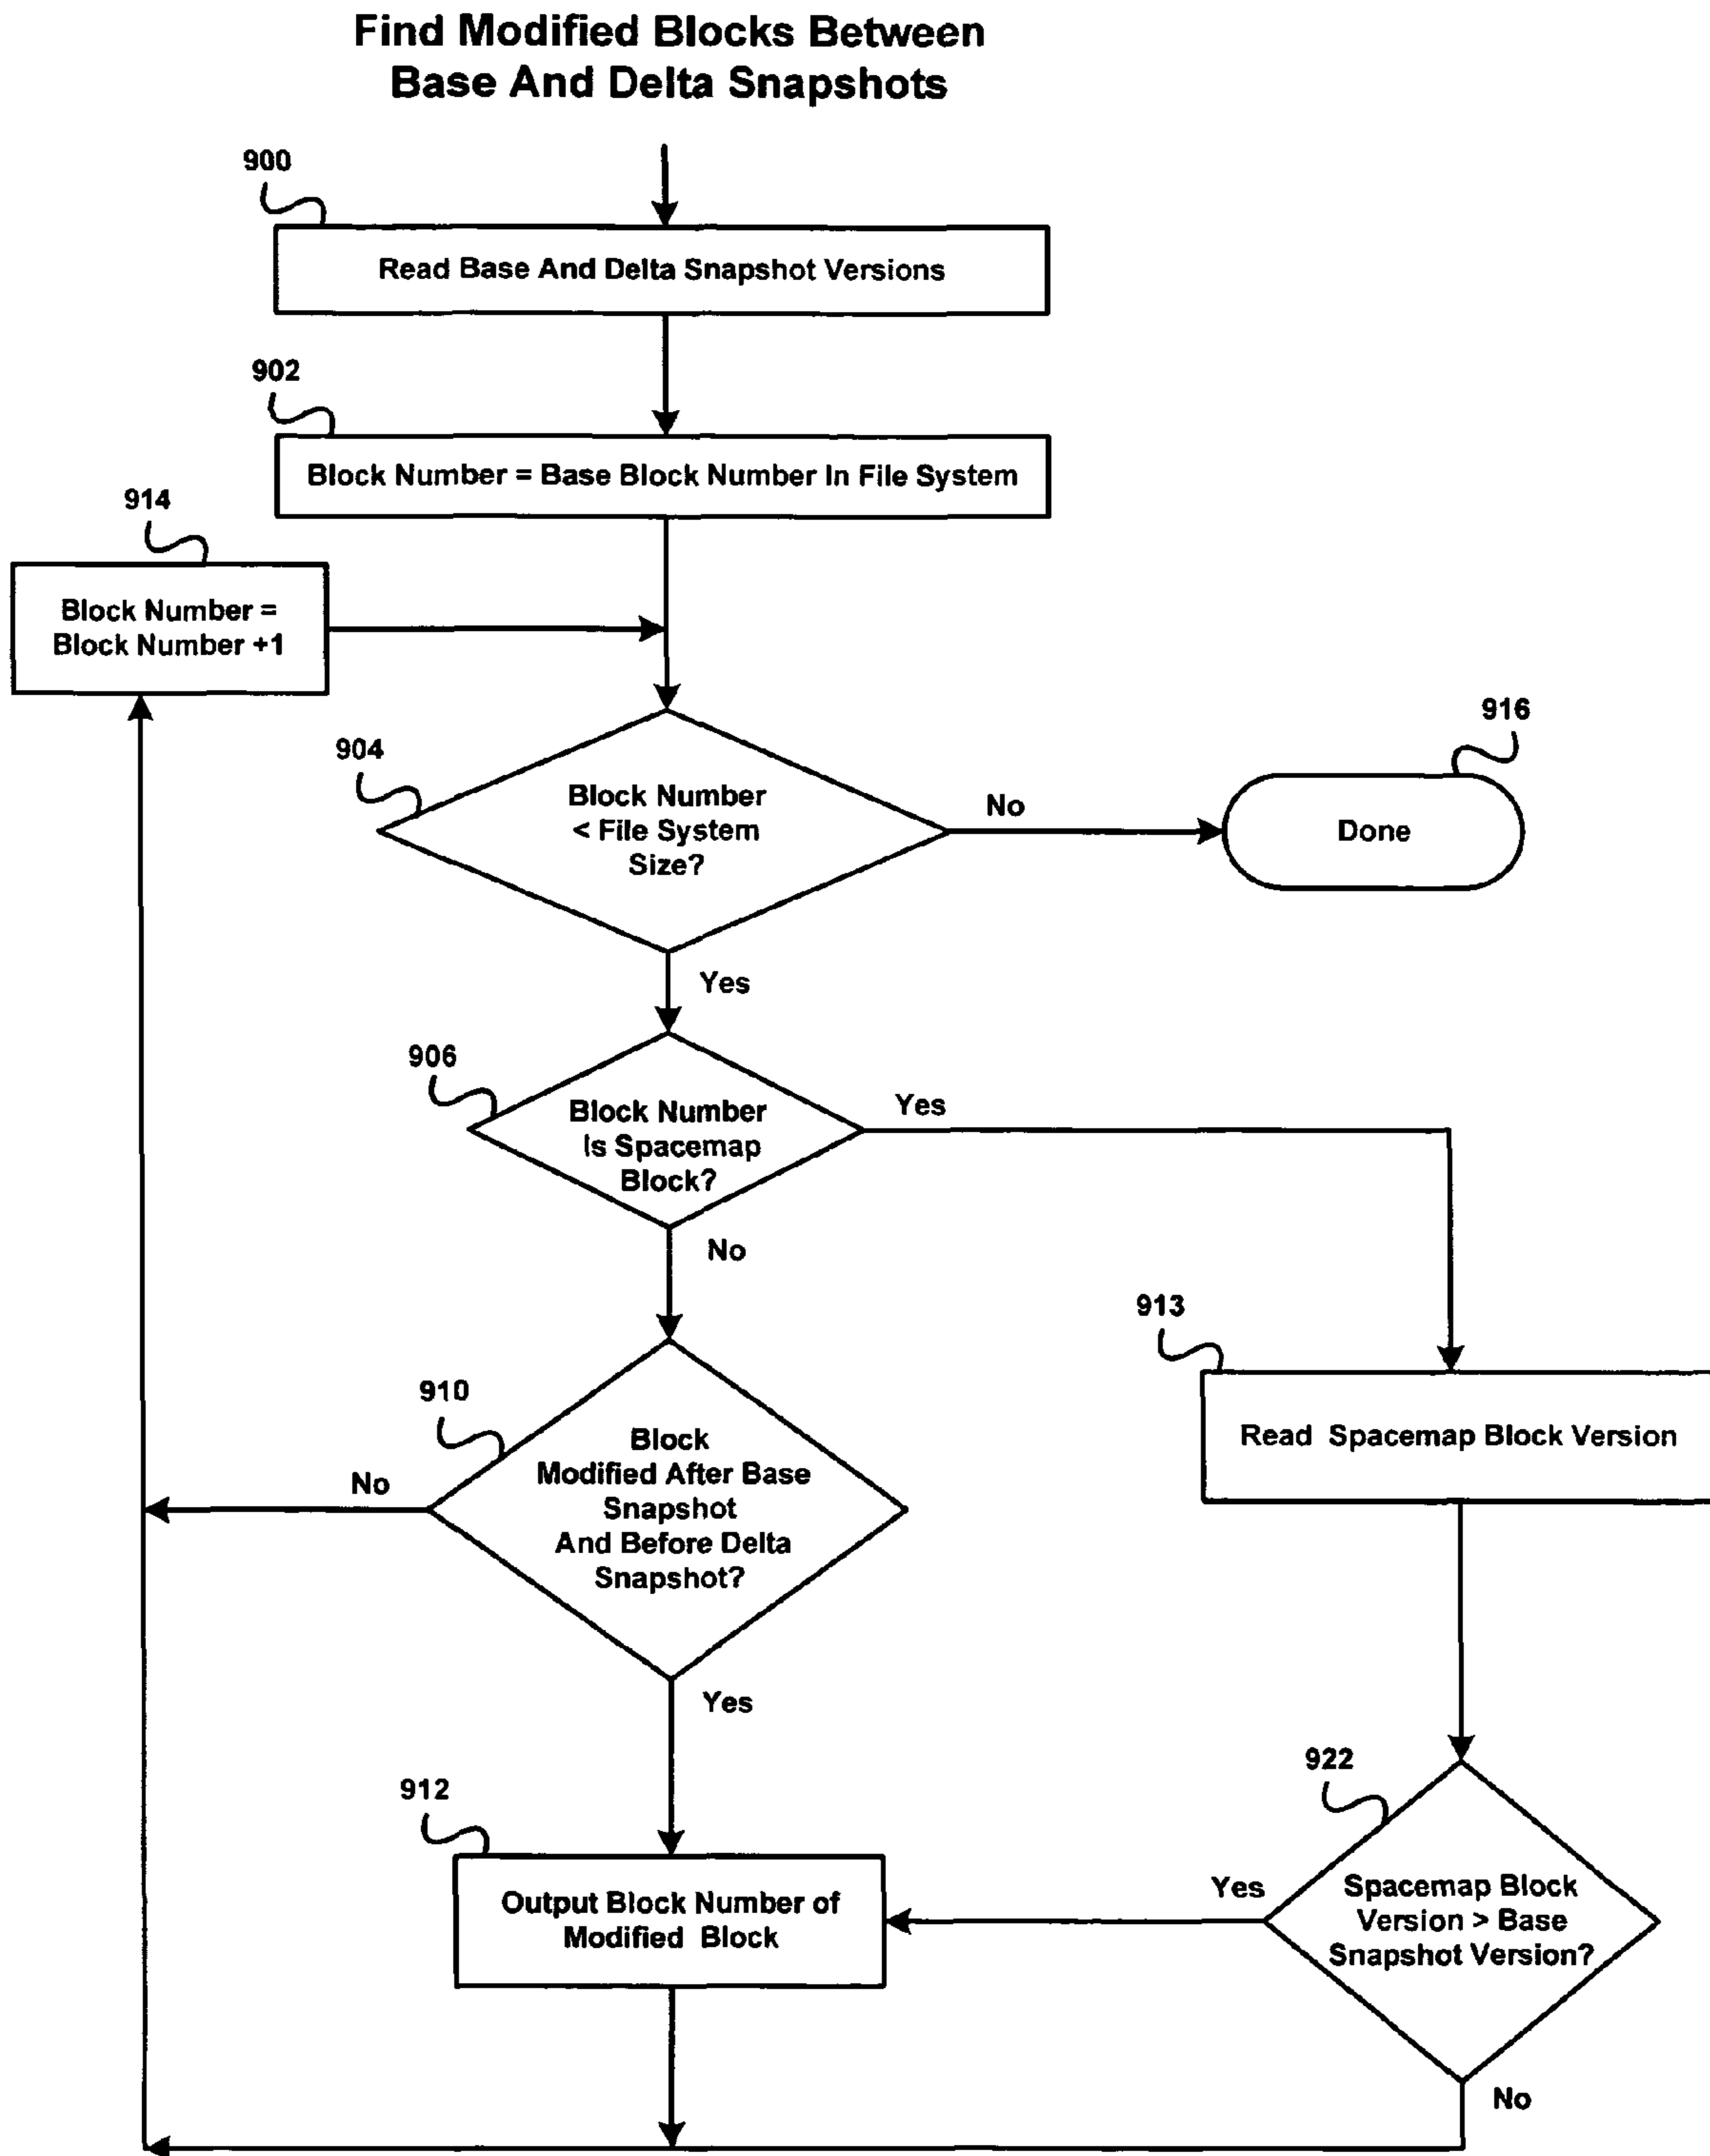 Find Modified Blocks Between
Base And Delta Snapshots
900
Read Base And Delta Snapshot Versions
902
Block Number = Base Block Number In File System
914
Block Number =
Block Number +1
904
Block Number
< File System
Size?
No
916
Done
Yes
906
Block Number
Is Spacemap
Block?
Yes
No
913
Read Spacemap Block Version
910
Block
Modified After Base
Snapshot
And Before Delta
Snapshot?
No
Yes
912
Output Block Number of
Modified Block
922
Yes
Spacemap Block
Version > Base
Snapshot Version?
No